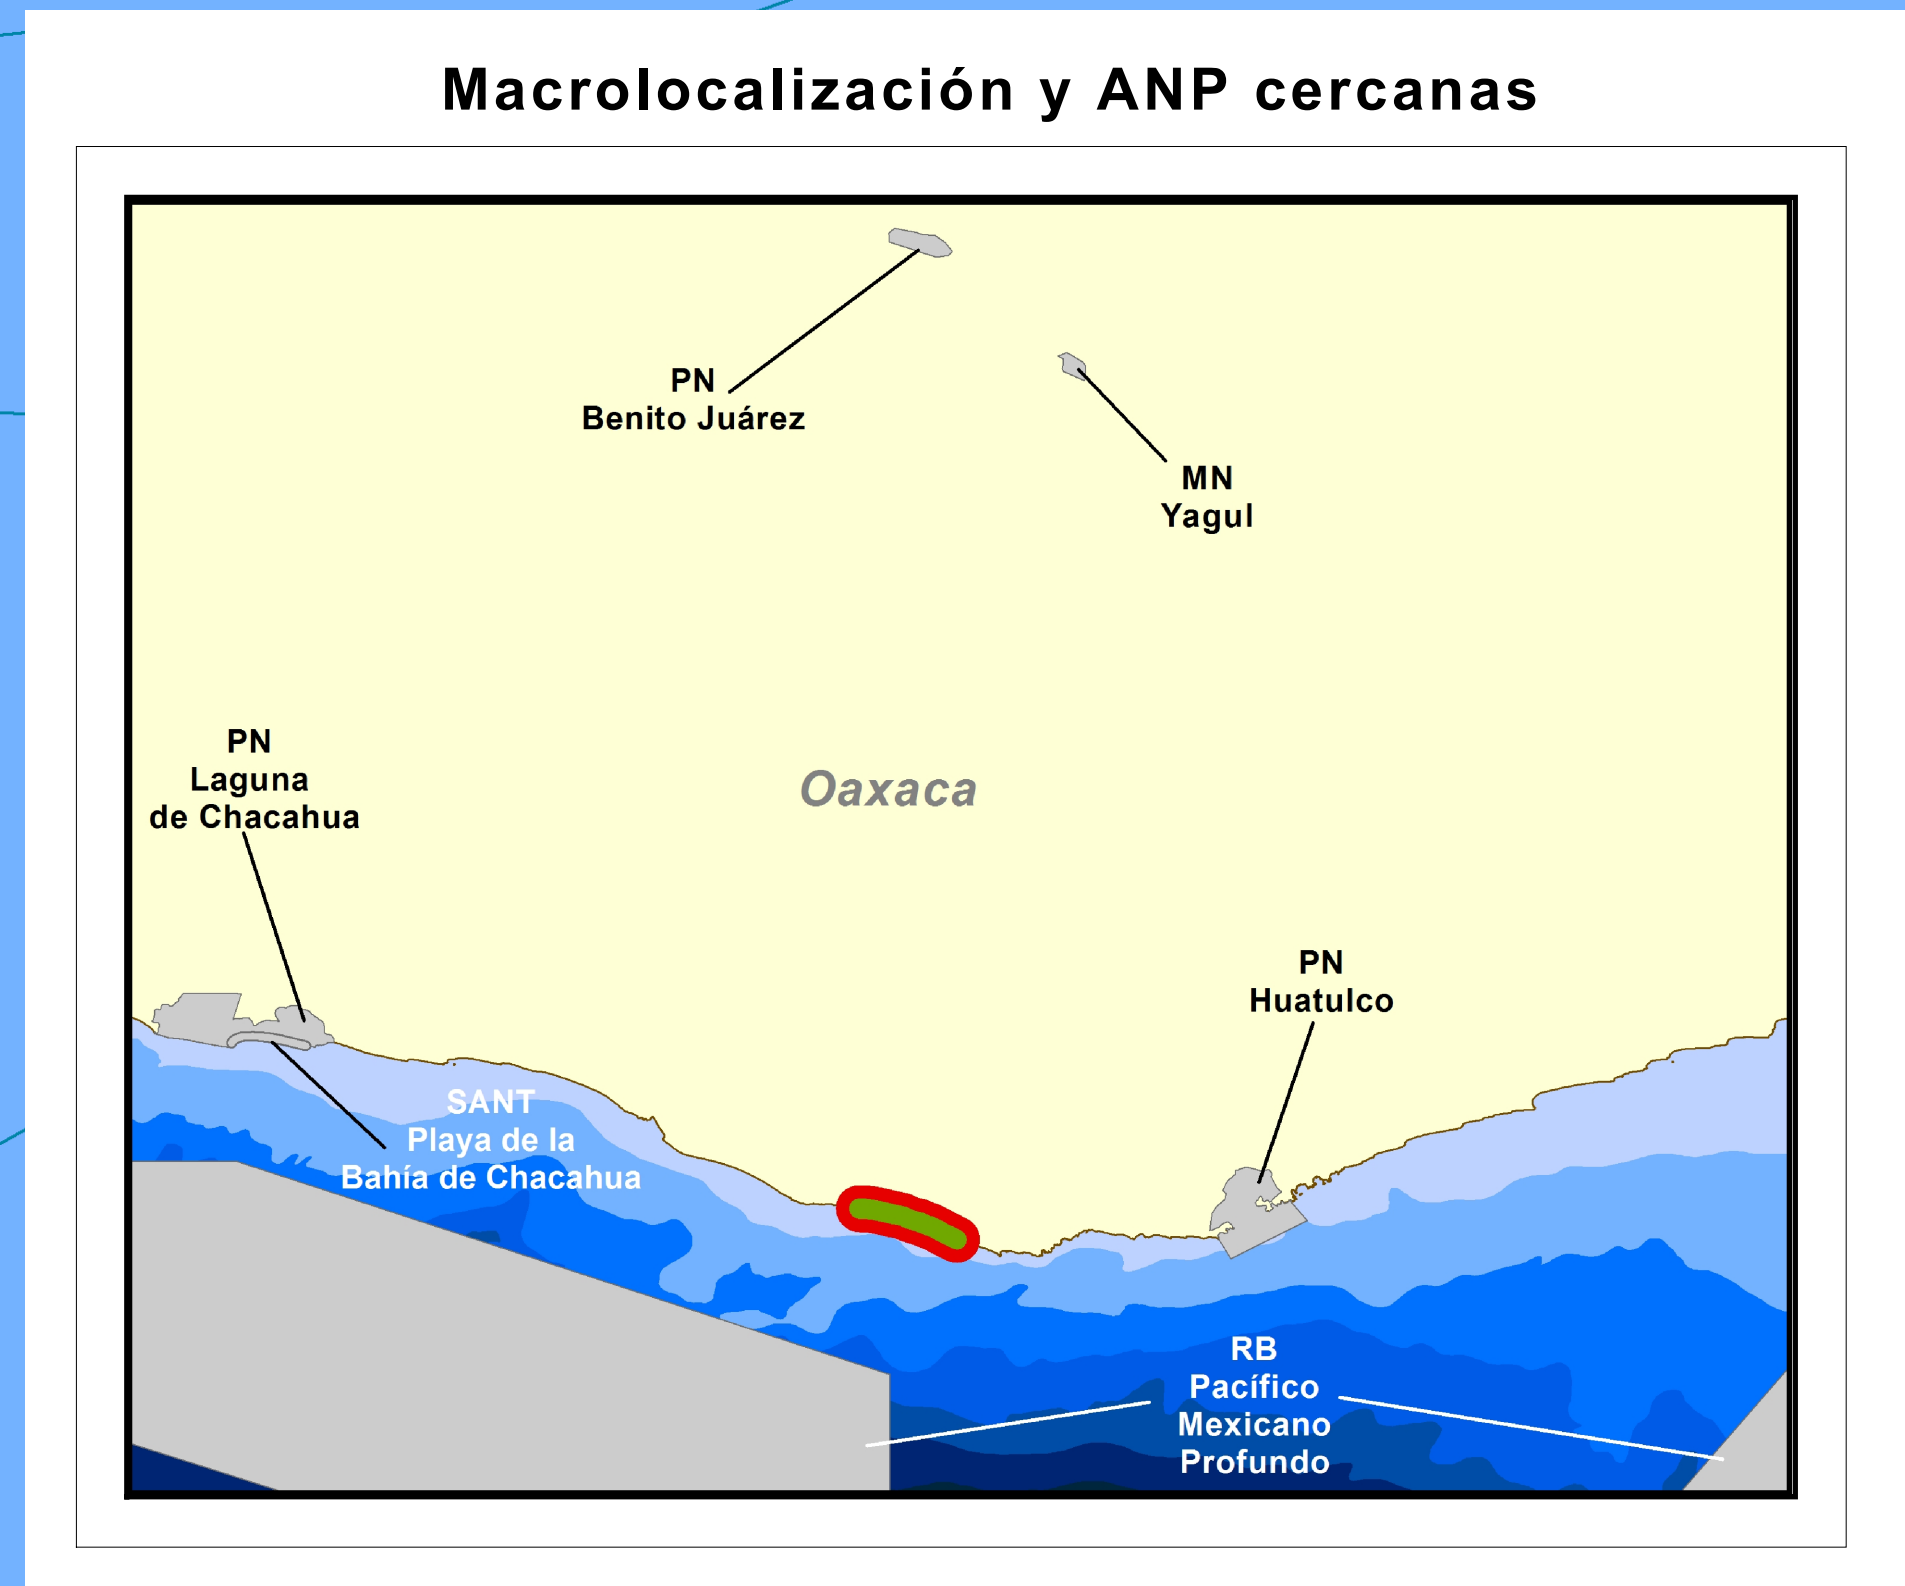 Macrolocalización y ANP cercanas
PN
Benito Juárez
MN
Yagul
PN
Laguna
de Chacahua
Oaxaca
PN
Huatulco
SANT
Playa de la
Bahía de Chacahua
RB
Pacífico
Mexicano
Profundo